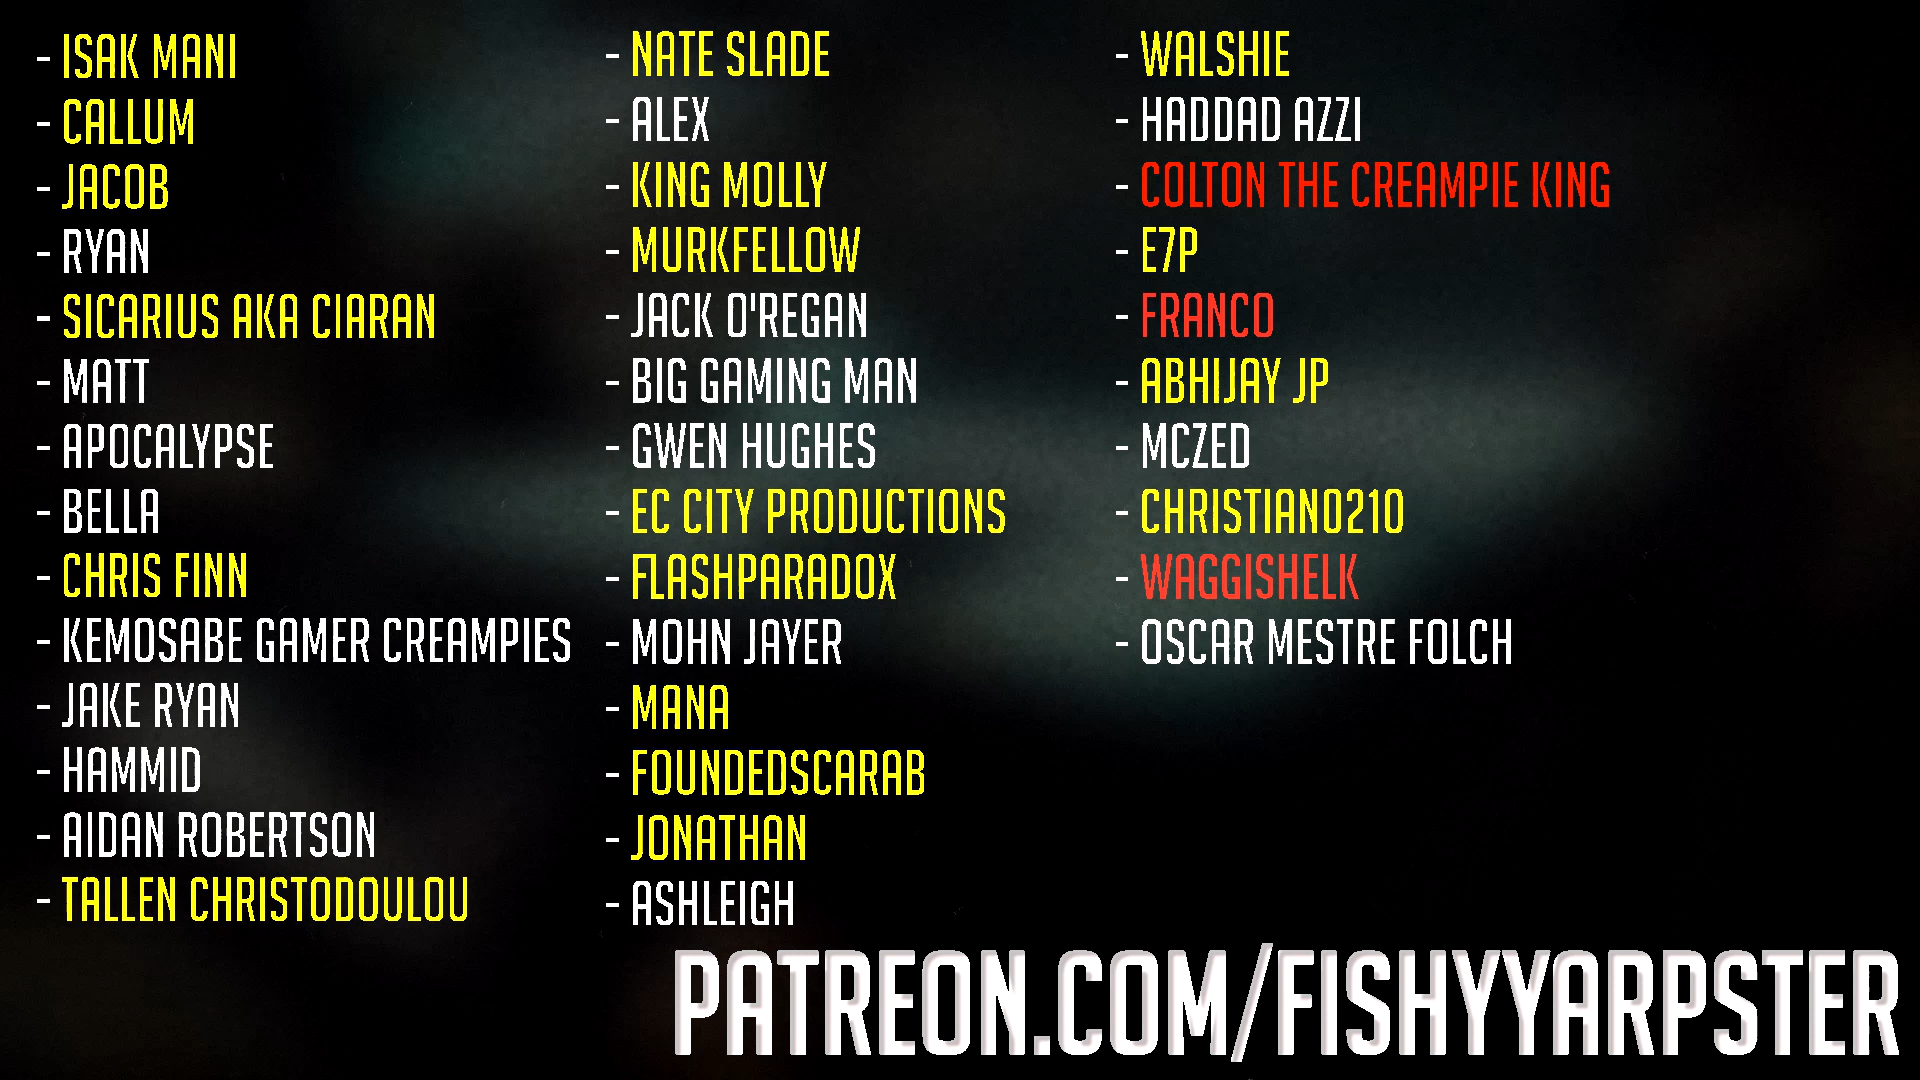 - ISAK MANI
- CALLUM
- JACOB
- RYAN
- SICARIUS AKA CIARAN
- MATT
- APOCALYPSE
- BELLA
- CHRIS FINN
- KEMOSABE GAMER CREAMPIES
- JAKE RYAN
- HAMMID
- AIDAN ROBERTSON
- TALLEN CHRISTODOULOU
- NATE SLADE
- ALEX
- KING MOLLY
- MURKFELLOW
- JACK O'REGAN
- BIG GAMING MAN
- GWEN HUGHES
- EC CITY PRODUCTIONS
- FLASHPARADOX
- MOHN JAYER
- MANA
- FOUNDEDSCARAB
- JONATHAN
- ASHLEIGH
- WALSHIE
- HADDAD AZZI
- COLTON THE CREAMPIE KING
- E7P
- FRANCO
- ABHIJAY JP
- MCZED
- CHRISTIAN0210
- WAGGISHELK
- OSCAR MESTRE FOLCH
PATREON.COM/FISHYYARPSTER